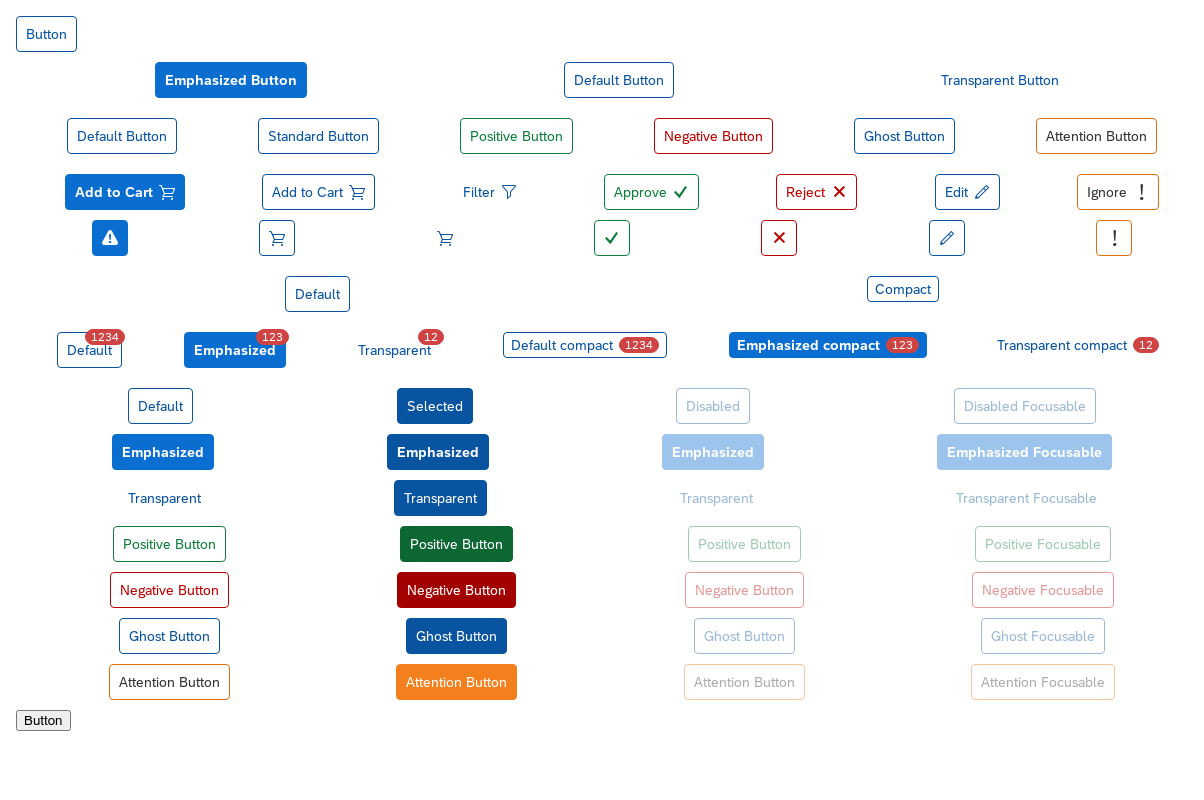 Button
Emphasized Button Default Button Transparent Button
Default Button Standard Button Positive Button Negative Button Ghost Button Attention Button
Add to Cart Add to Cart Filter Approve Reject Edit Ignore
Default Compact
1234 123 12
Default Emphasized Transparent Default compact 1234 Emphasized compact 123 Transparent compact 12
Default Selected Disabled Disabled Focusable
Emphasized Emphasized Emphasized Emphasized Focusable
Transparent Transparent Transparent Transparent Focusable
Positive Button Positive Button Positive Button Positive Focusable
Negative Button Negative Button Negative Button Negative Focusable
Ghost Button Ghost Button Ghost Button Ghost Focusable
Attention Button Attention Button Attention Button Attention Focusable
Button